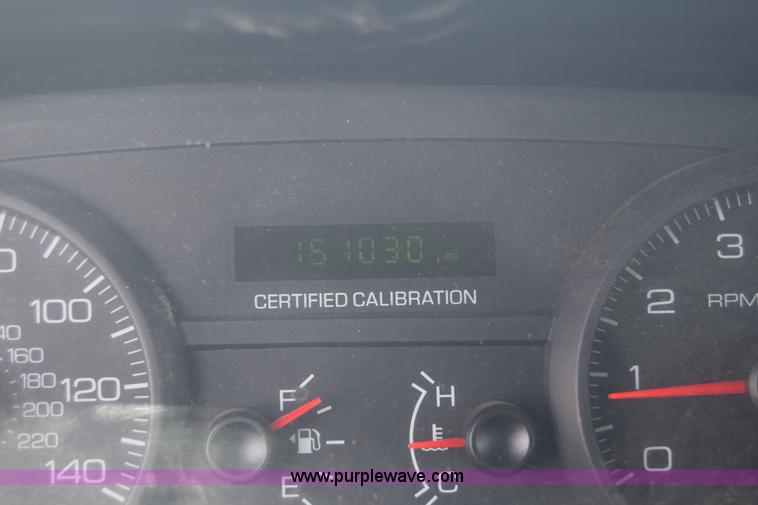 151030 mi
CERTIFIED CALIBRATION
100
120
140
140
160
180
200
220
F
E
H
C
3
2
1
0
RPM
www.purplewave.com